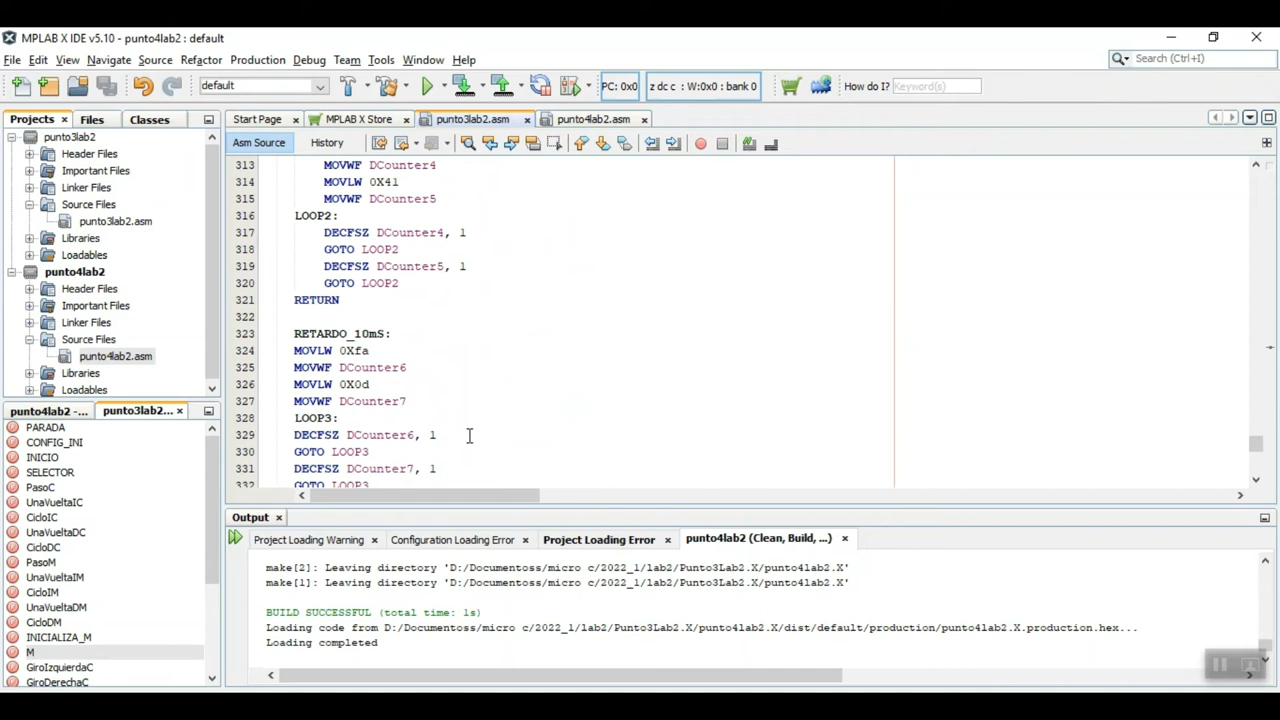 MPLAB X IDE v5.10 - punto4lab2 : default
File Edit View Navigate Source Refactor Production Debug Team Tools Window Help
Search (Ctrl+I)
default
PC: 0x0
z dc c : W:0x0 : bank 0
How do I?
Keyword(s)
Projects
Files
Classes
Start Page
MPLAB X Store
punto3lab2.asm
punto4lab2.asm
Asm Source
History
punto3lab2
Header Files
Important Files
Linker Files
Source Files
punto3lab2.asm
Libraries
Loadables
punto4lab2
Header Files
Important Files
Linker Files
Source Files
punto4lab2.asm
Libraries
Loadables
313 MOVWF DCounter4
314 MOVLW 0X41
315 MOVWF DCounter5
316 LOOP2:
317 DECFSZ DCounter4, 1
318 GOTO LOOP2
319 DECFSZ DCounter5, 1
320 GOTO LOOP2
321 RETURN
322
323 RETARDO_10mS:
324 MOVLW 0Xfa
325 MOVWF DCounter6
326 MOVLW 0X0d
327 MOVWF DCounter7
328 LOOP3:
329 DECFSZ DCounter6, 1
330 GOTO LOOP3
331 DECFSZ DCounter7, 1
332 GOTO LOOP3
punto4lab2 -...
punto3lab2...
PARADA
CONFIG_INI
INICIO
SELECTOR
PasoC
UnaVueltaIC
CicloIC
UnaVueltaDC
CicloDC
PasoM
UnaVueltaIM
CicloIM
UnaVueltaDM
CicloDM
INICIALIZA_M
M
GiroIzquierdaC
GiroDerechaC
Output
Project Loading Warning
Configuration Loading Error
Project Loading Error
punto4lab2 (Clean, Build, ...)
make[2]: Leaving directory 'D:/Documentoss/micro c/2022_1/lab2/Punto3Lab2.X/punto4lab2.X'
make[1]: Leaving directory 'D:/Documentoss/micro c/2022_1/lab2/Punto3Lab2.X/punto4lab2.X'
BUILD SUCCESSFUL (total time: 1s)
Loading code from D:/Documentoss/micro c/2022_1/lab2/Punto3Lab2.X/punto4lab2.X/dist/default/production/punto4lab2.X.production.hex...
Loading completed